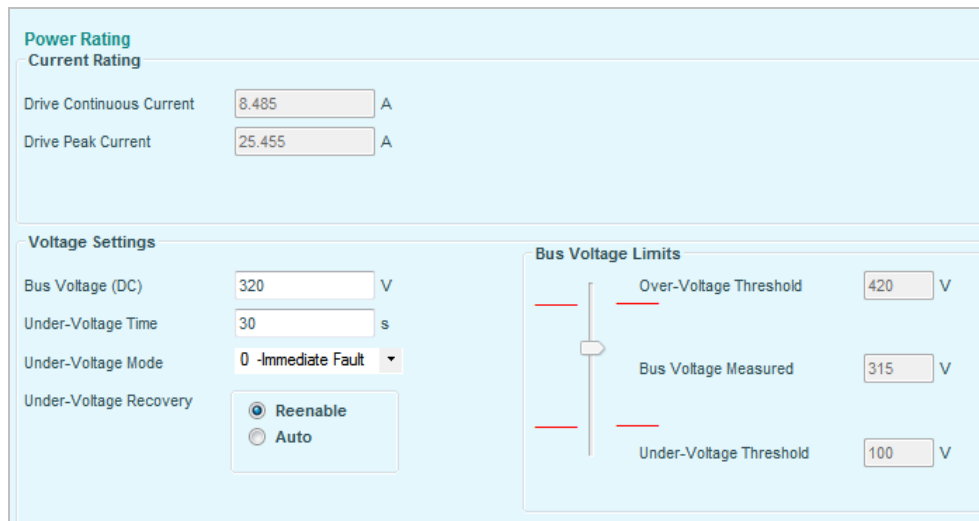 Power Rating
Current Rating
Drive Continuous Current 8.485 A
Drive Peak Current 25.455 A
Voltage Settings
Bus Voltage (DC) 320 V
Under-Voltage Time 30 s
Under-Voltage Mode 0 -Immediate Fault
Under-Voltage Recovery
Reenable
Auto
Bus Voltage Limits
Over-Voltage Threshold 420 V
Bus Voltage Measured 315 V
Under-Voltage Threshold 100 V